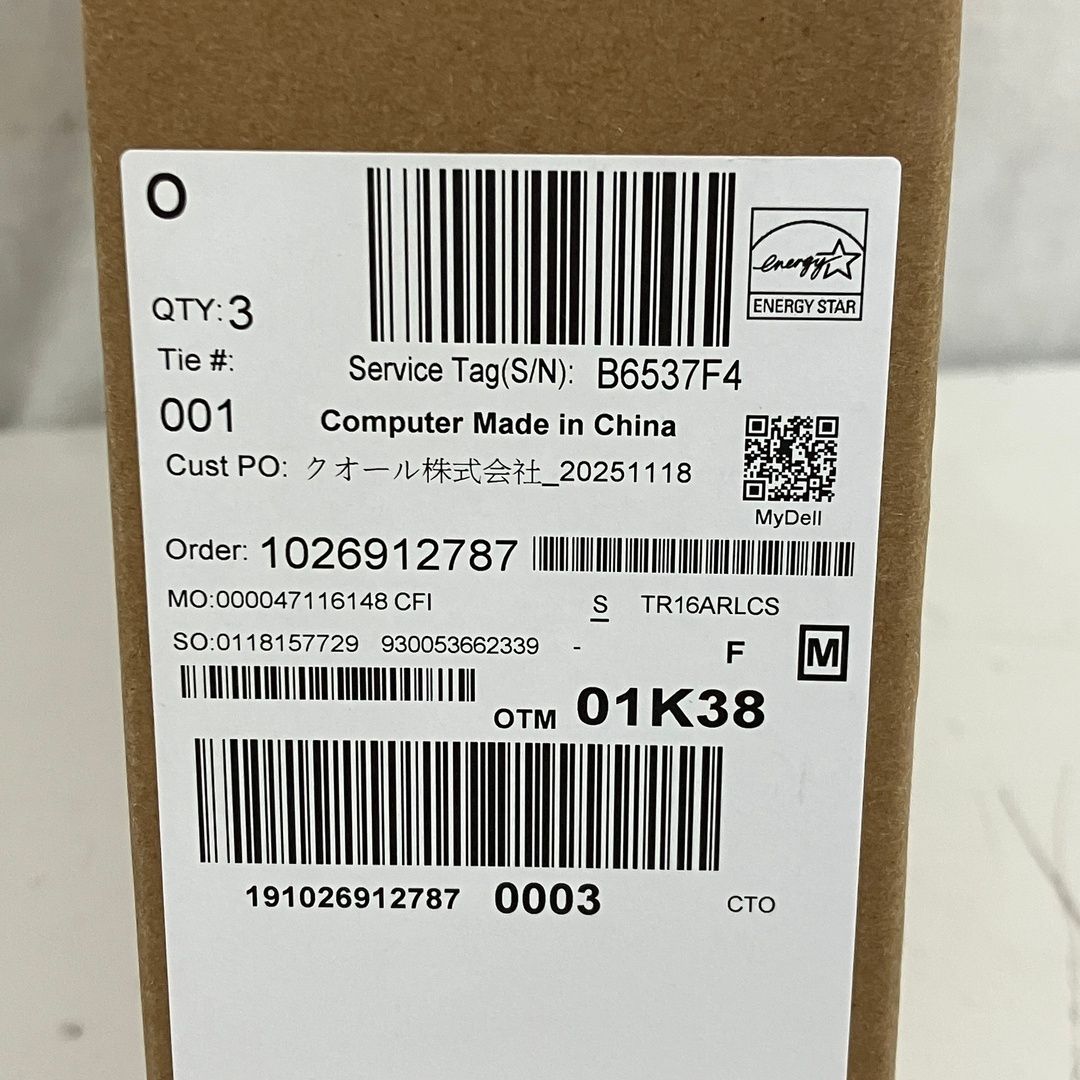 O
energy
ENERGY STAR
QTY: 3
Tie #:
Service Tag(S/N): B6537F4
001
Computer Made in China
Cust PO: クオール株式会社_20251118
MyDell
Order: 1026912787
MO:000047116148 CFI S TR16ARLCS
SO:0118157729 930053662339 - F M
OTM 01K38
191026912787 0003 CTO